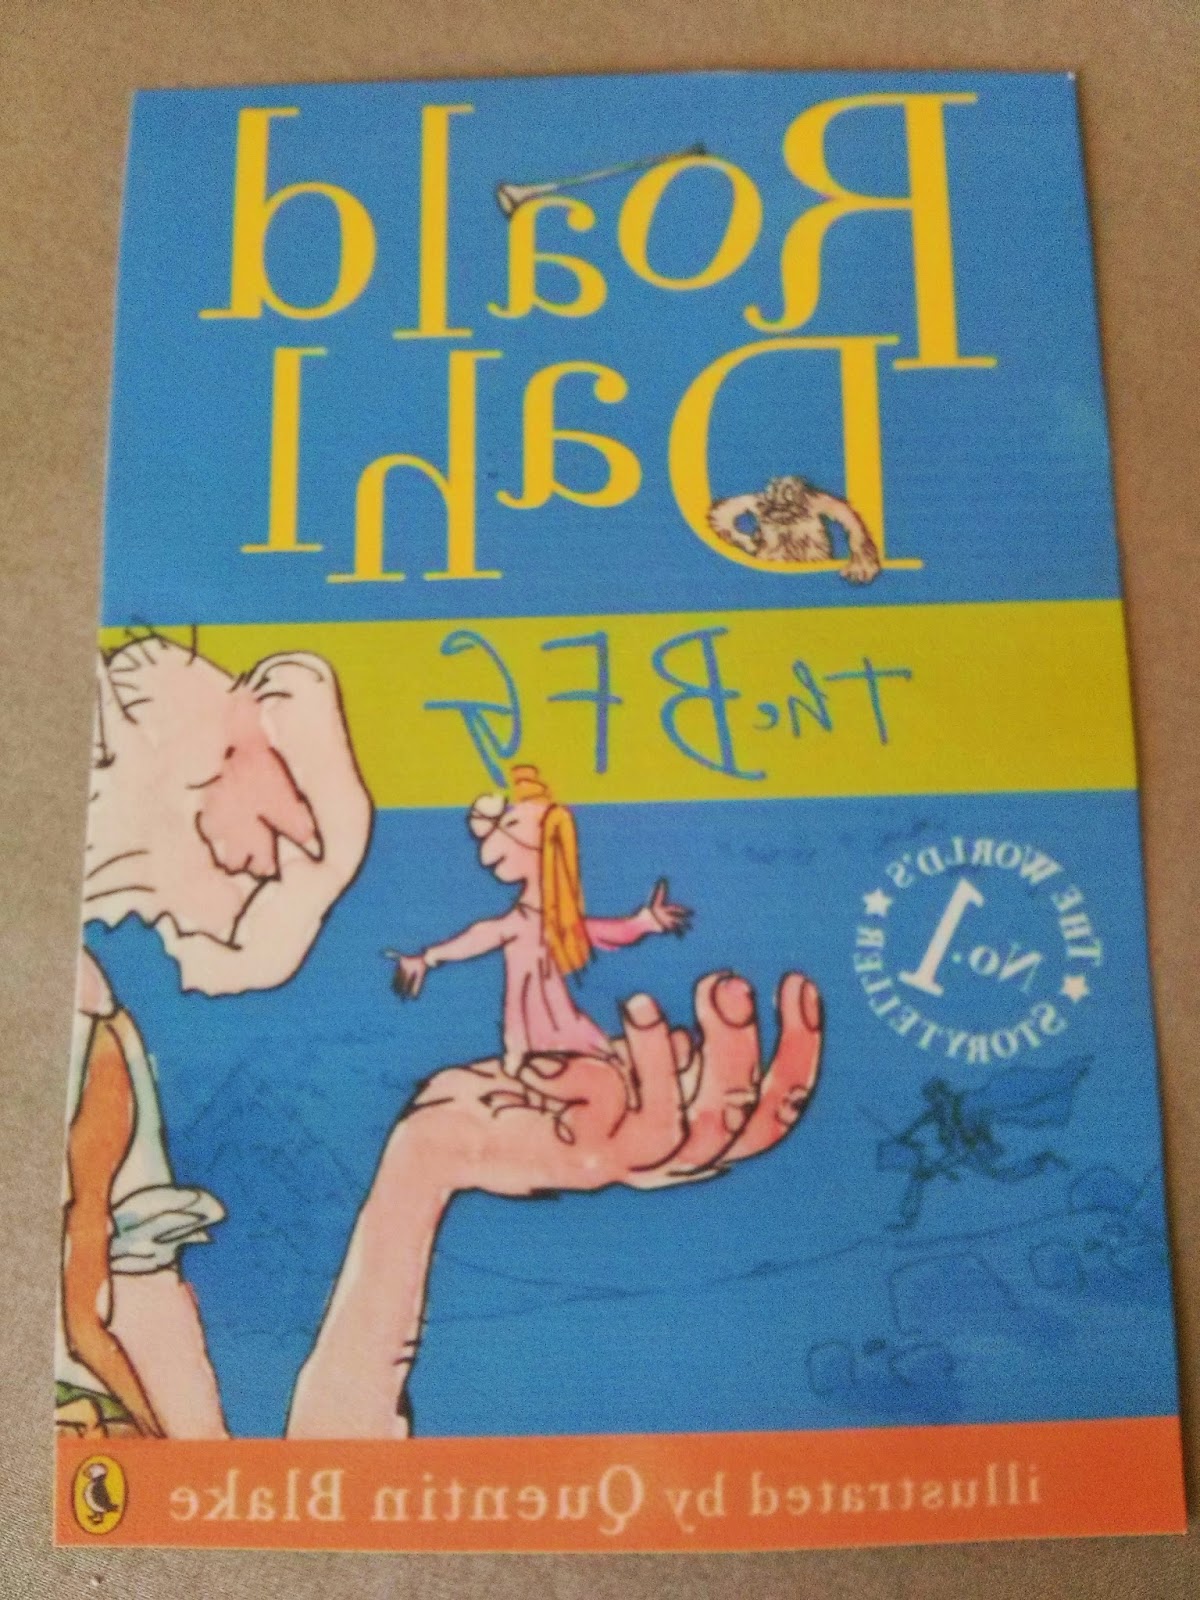 Roald
Dahl
The BFG
THE WORLD'S
No.1
STORYTELLER
illustrated by Quentin Blake